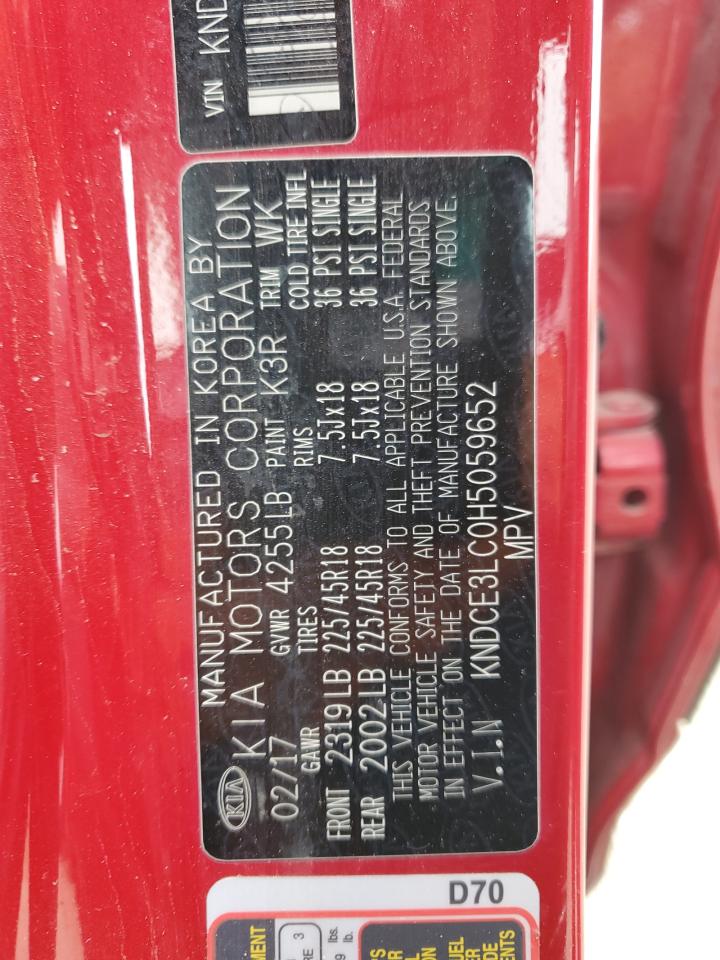 VIN KND
MANUFACTURED IN KOREA BY
KIA KIA MOTORS CORPORATION
02/17 GVWR 4255LB PAINT K3R TRIM WK
GAWR TIRES RIMS COLD TIRE INFL
FRONT 2319LB 225/45R18 7.5Jx18 36 PSI SINGLE
REAR 2002LB 225/45R18 7.5Jx18 36 PSI SINGLE
THIS VEHICLE CONFORMS TO ALL APPLICABLE U.S.A. FEDERAL
MOTOR VEHICLE SAFETY AND THEFT PREVENTION STANDARDS
IN EFFECT ON THE DATE OF MANUFACTURE SHOWN ABOVE.
V.I.N KNDCE3LC0H5059652
MPV
D70